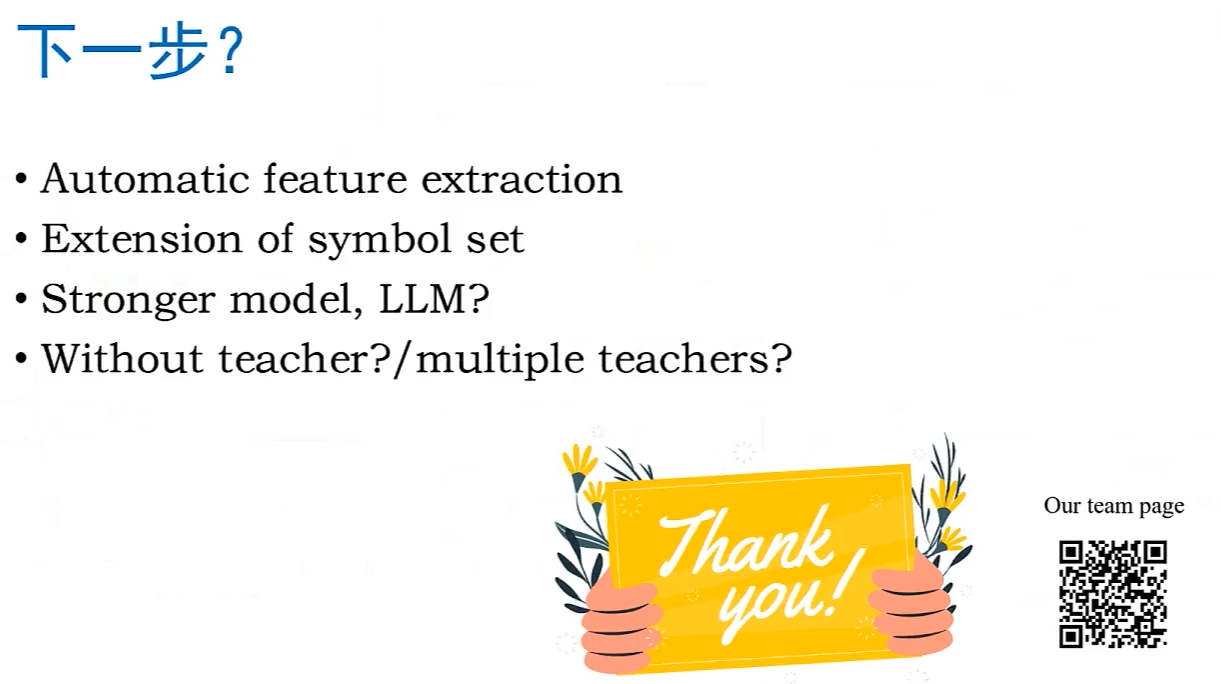 下一步？
• Automatic feature extraction
• Extension of symbol set
• Stronger model, LLM?
• Without teacher?/multiple teachers?
Thank
you!
Our team page